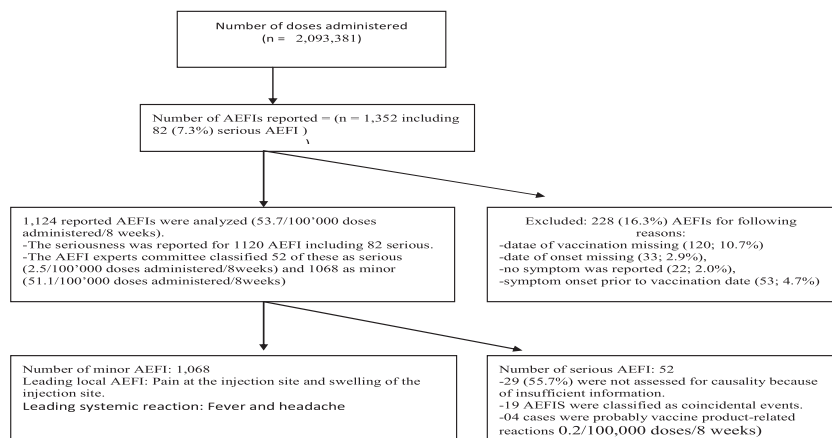 Number of doses administered
(n = 2,093,381)
Number of AEFIs reported = (n = 1,352 including
82 (7.3%) serious AEFI )
1,124 reported AEFIs were analyzed (53.7/100’000 doses
administered/8 weeks).
-The seriousness was reported for 1120 AEFI including 82 serious.
-The AEFI experts committee classified 52 of these as serious
(2.5/100’000 doses administered/8weeks) and 1068 as minor
(51.1/100’000 doses administered/8weeks)
Excluded: 228 (16.3%) AEFIs for following
reasons:
-datae of vaccination missing (120; 10.7%)
-date of onset missing (33; 2.9%),
-no symptom was reported (22; 2.0%),
-symptom onset prior to vaccination date (53; 4.7%)
Number of minor AEFI: 1,068
Leading local AEFI: Pain at the injection site and swelling of the
injection site.
Leading systemic reaction: Fever and headache
Number of serious AEFI: 52
-29 (55.7%) were not assessed for causality because
of insufficient information.
-19 AEFIS were classified as coincidental events.
-04 cases were probably vaccine product-related
reactions 0.2/100,000 doses/8 weeks)